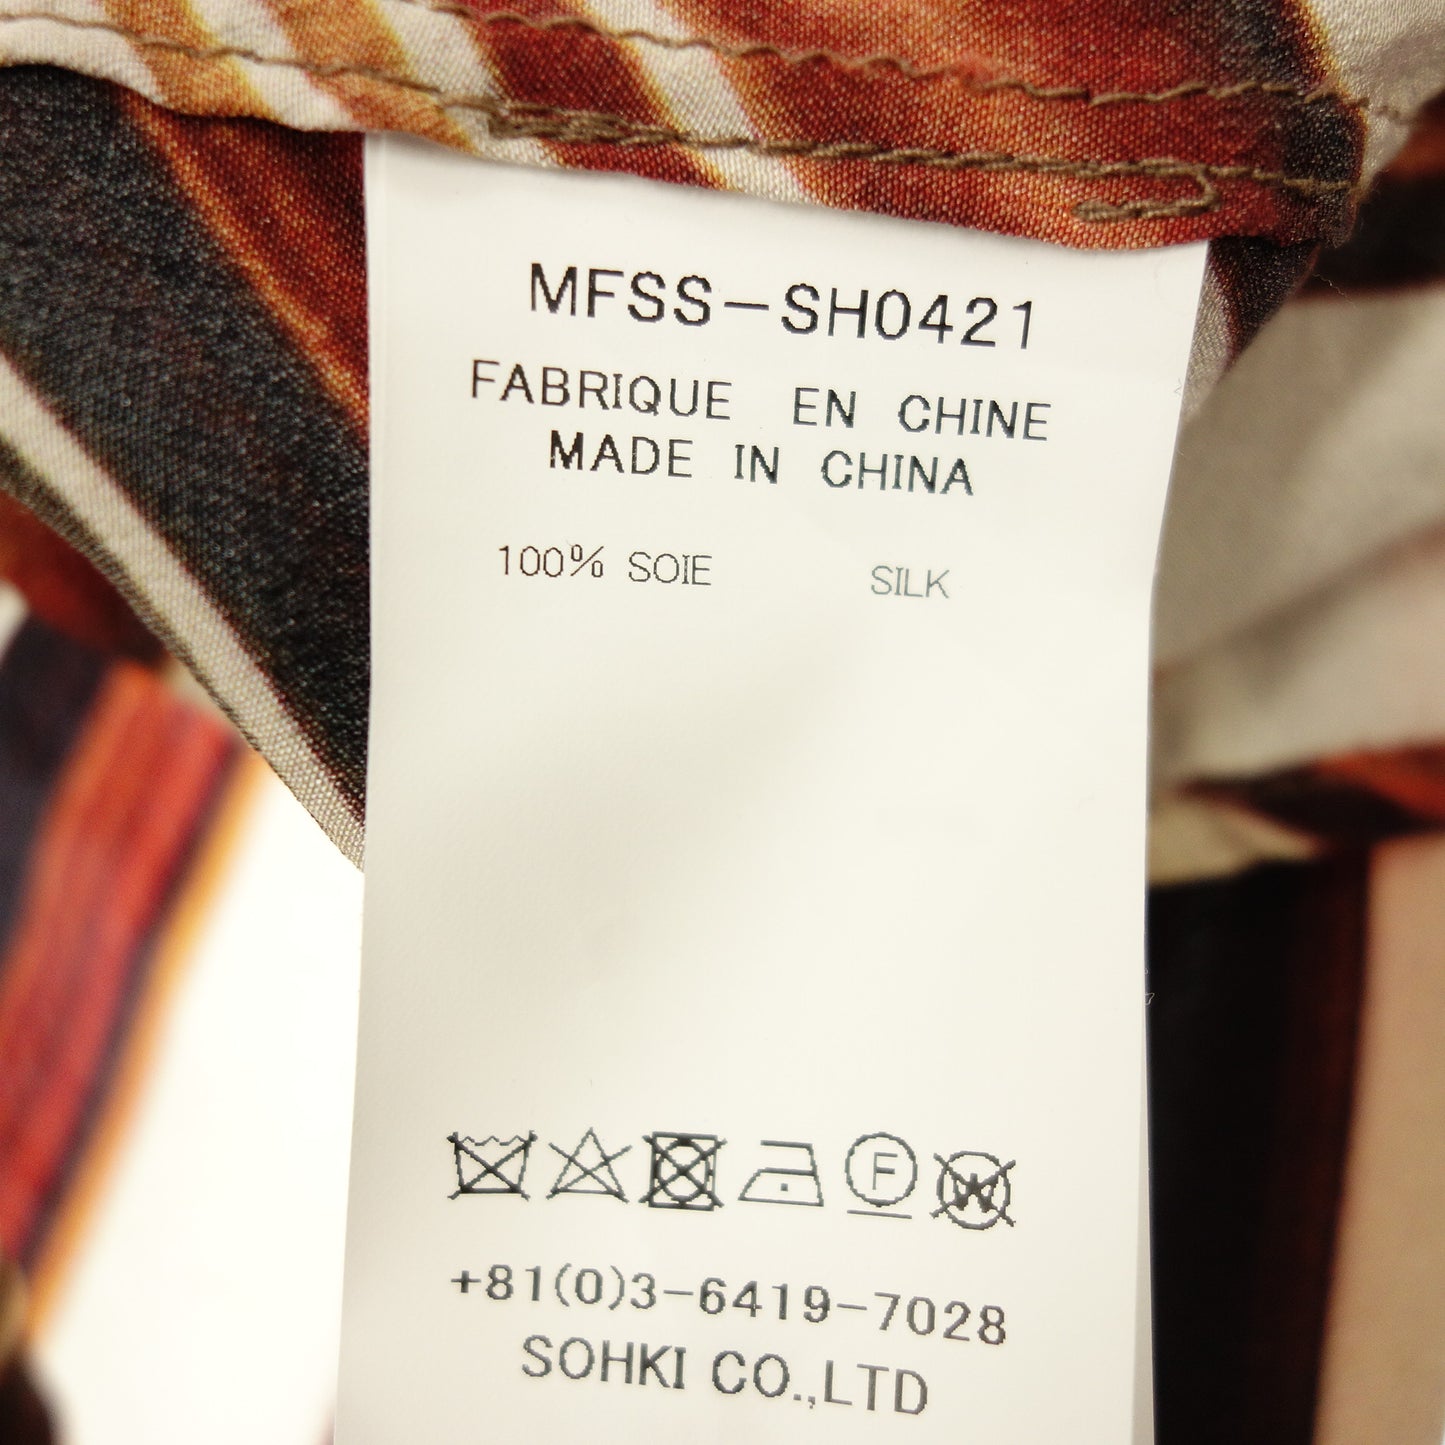 MFSS-SH0421
FABRIQUE EN CHINE
MADE IN CHINA
100% SOIE SILK
F W
+81(0)3-6419-7028
SOHKI CO.,LTD